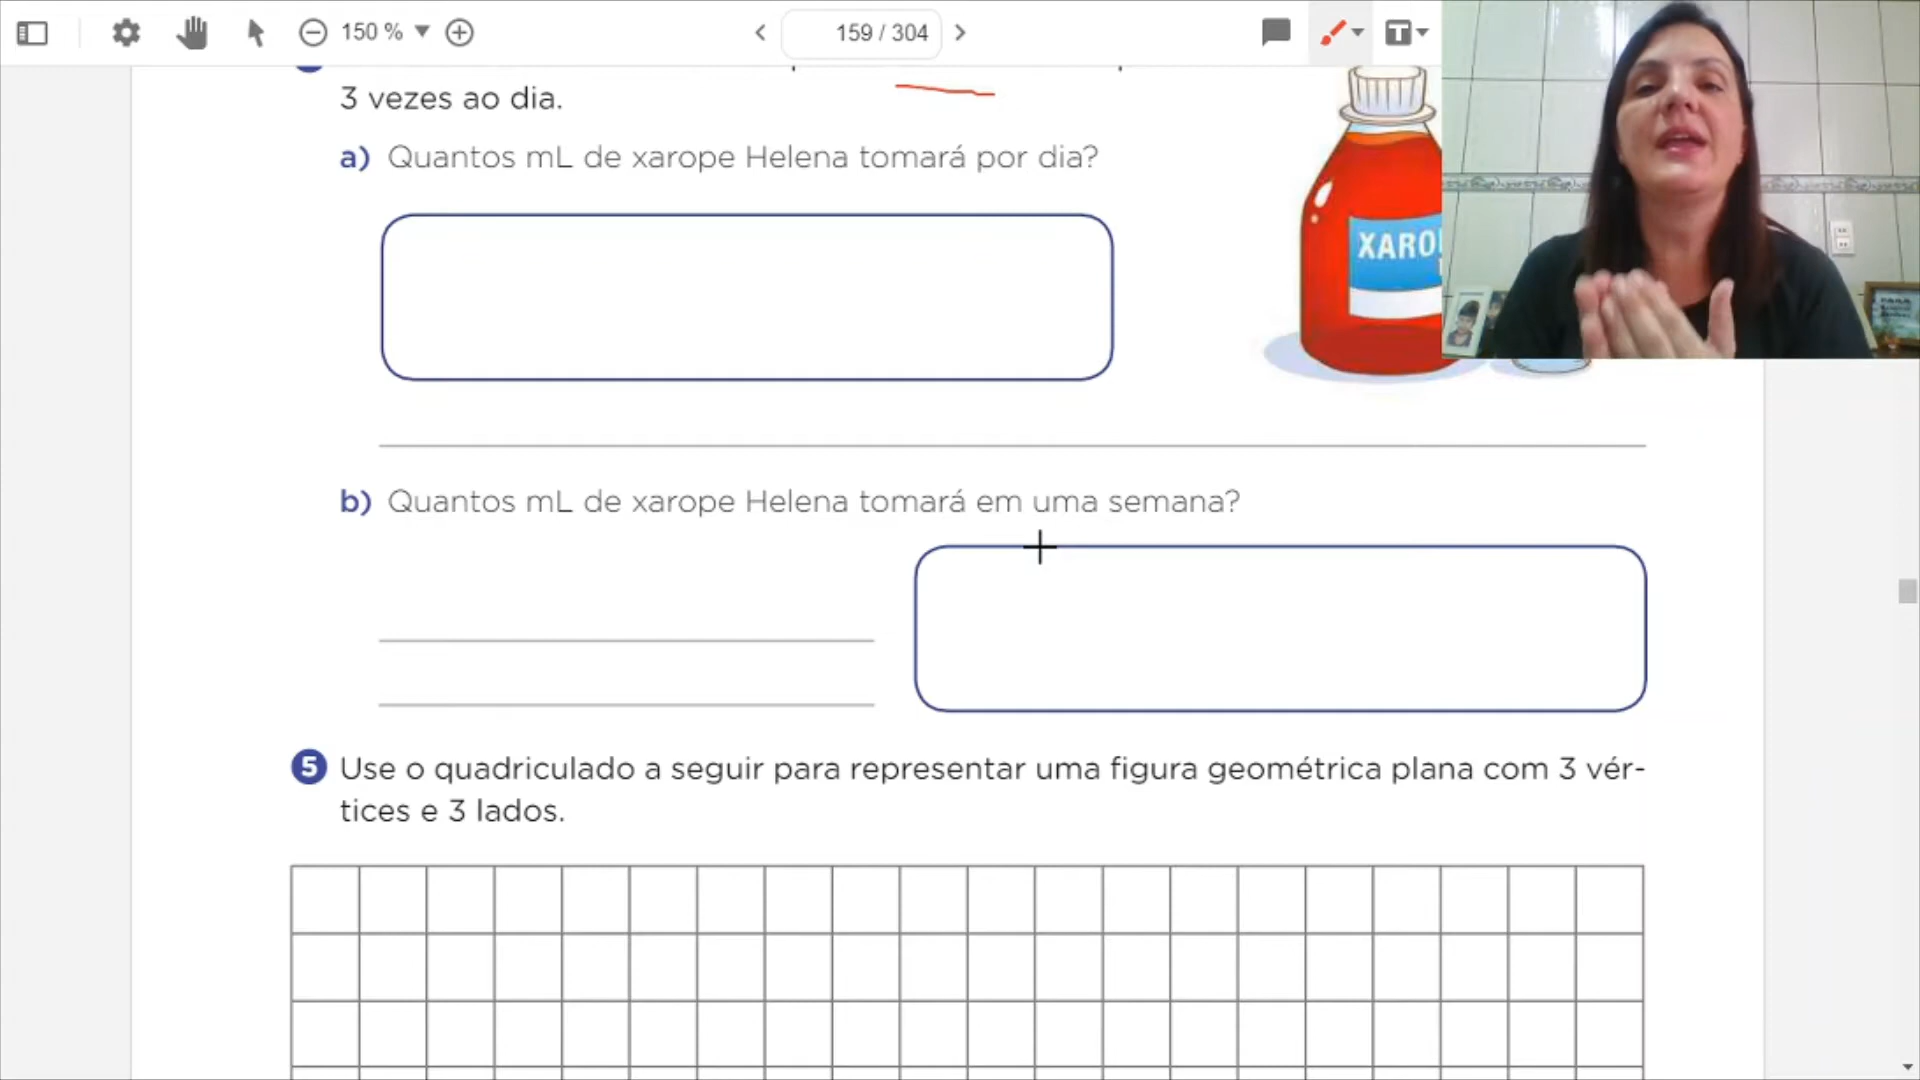 150 %
159 / 304
T
3 vezes ao dia.
a) Quantos mL de xarope Helena tomará por dia?
XARO
b) Quantos mL de xarope Helena tomará em uma semana?
5 Use o quadriculado a seguir para representar uma figura geométrica plana com 3 vér-
tices e 3 lados.